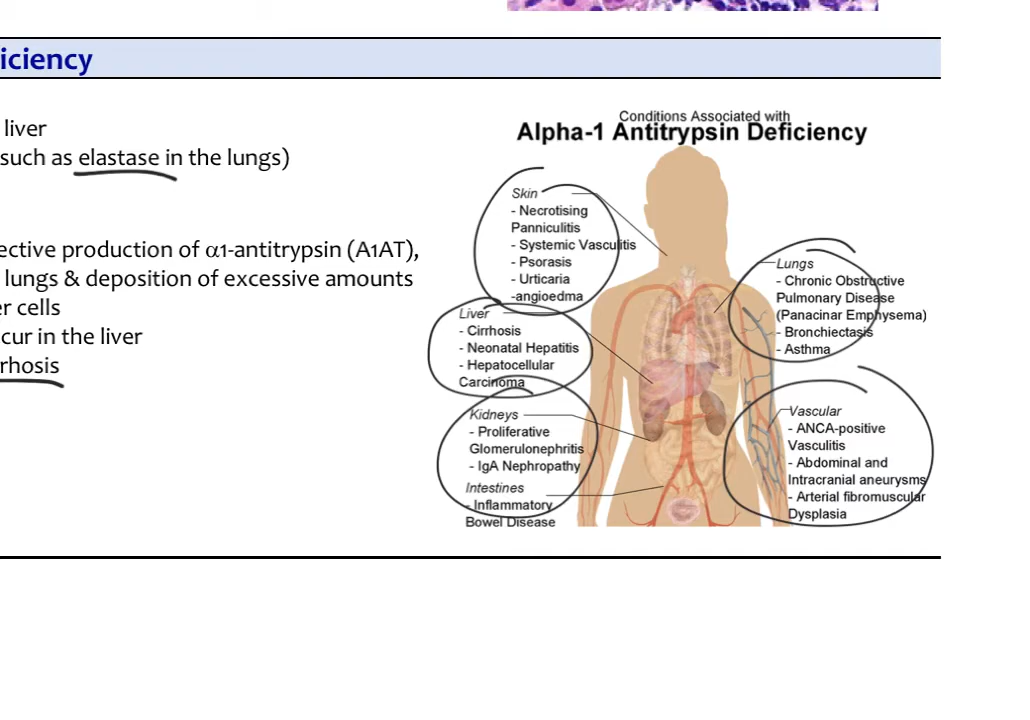 iciency
liver
such as elastase in the lungs)
ective production of α1-antitrypsin (A1AT),
lungs & deposition of excessive amounts
er cells
cur in the liver
rhosis
Conditions Associated with
Alpha-1 Antitrypsin Deficiency
Skin
- Necrotising
Panniculitis
- Systemic Vasculitis
- Psorasis
- Urticaria
-angioedma
Liver
- Cirrhosis
- Neonatal Hepatitis
- Hepatocellular
Carcinoma
Kidneys
- Proliferative
Glomerulonephritis
- IgA Nephropathy
Intestines
- Inflammatory
Bowel Disease
Lungs
- Chronic Obstructive
Pulmonary Disease
(Panacinar Emphysema)
- Bronchiectasis
- Asthma
Vascular
- ANCA-positive
Vasculitis
- Abdominal and
Intracranial aneurysms
- Arterial fibromuscular
Dysplasia